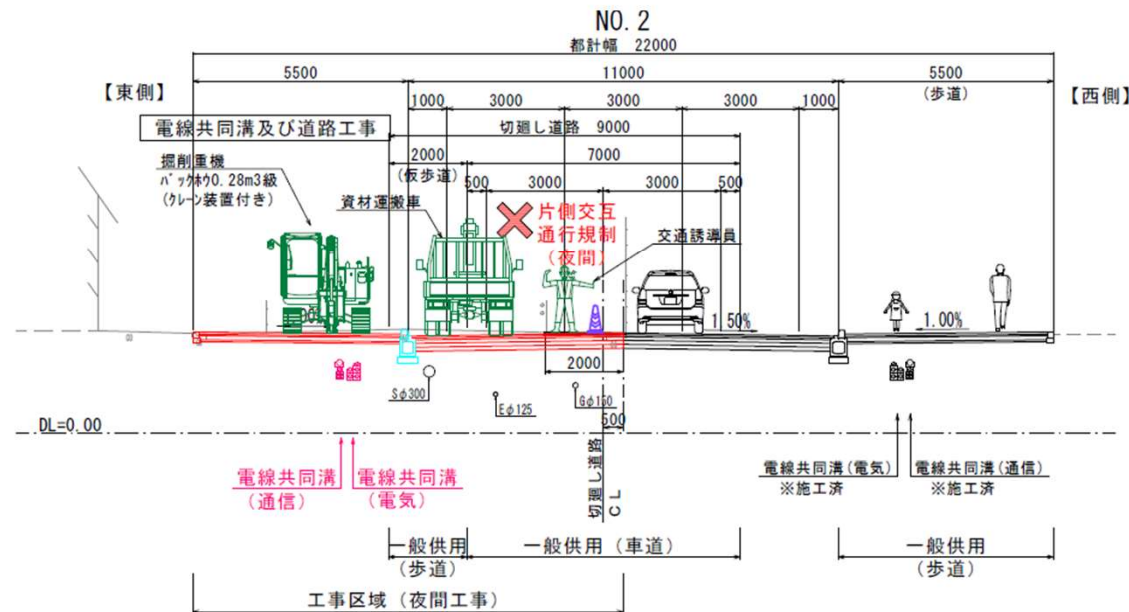 NO. 2
都計幅 22000
5500 11000 5500
(歩道)
【東側】
【西側】
1000 3000 3000 3000 1000
電線共同溝及び道路工事
切廻し道路 9000
2000 7000
(仮歩道)
500 3000 3000 500
掘削重機
バックホウ0.28m3級
(クレーン装置付き)
資材運搬車
片側交互
通行規制
(夜間)
交通誘導員
1.50%
1.00%
2000
Sφ300
Eφ125
Gφ150
500
DL=0.00
電線共同溝
(通信)
電線共同溝
(電気)
切廻し道路
CL
電線共同溝(電気)
※施工済
電線共同溝(通信)
※施工済
一般供用
(歩道)
一般供用(車道)
一般供用
(歩道)
工事区域(夜間工事)